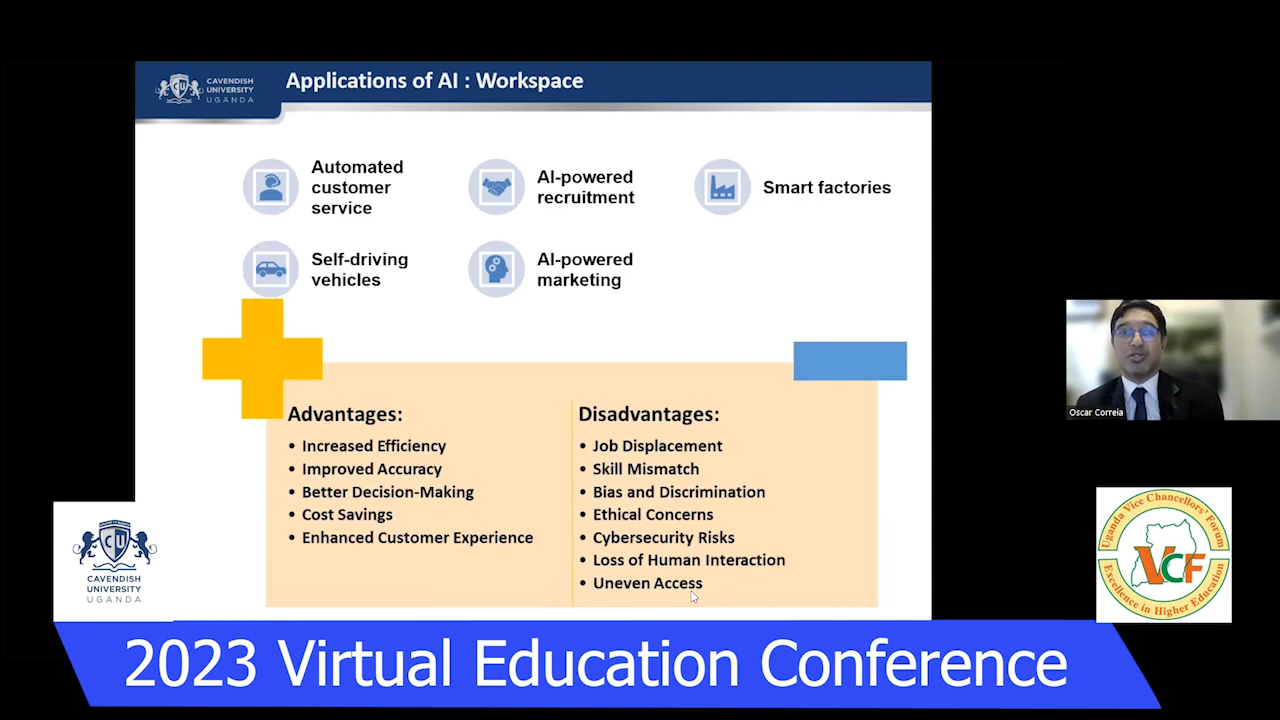 CAVENDISH
UNIVERSITY
UGANDA
Applications of AI : Workspace
Automated
customer
service
AI-powered
recruitment
Smart factories
Self-driving
vehicles
AI-powered
marketing
Advantages:
• Increased Efficiency
• Improved Accuracy
• Better Decision-Making
• Cost Savings
• Enhanced Customer Experience
Disadvantages:
• Job Displacement
• Skill Mismatch
• Bias and Discrimination
• Ethical Concerns
• Cybersecurity Risks
• Loss of Human Interaction
• Uneven Access
Oscar Correia
CU
CAVENDISH
UNIVERSITY
UGANDA
Uganda Vice Chancellors' Forum
VCF
Excellence in Higher Education
2023 Virtual Education Conference